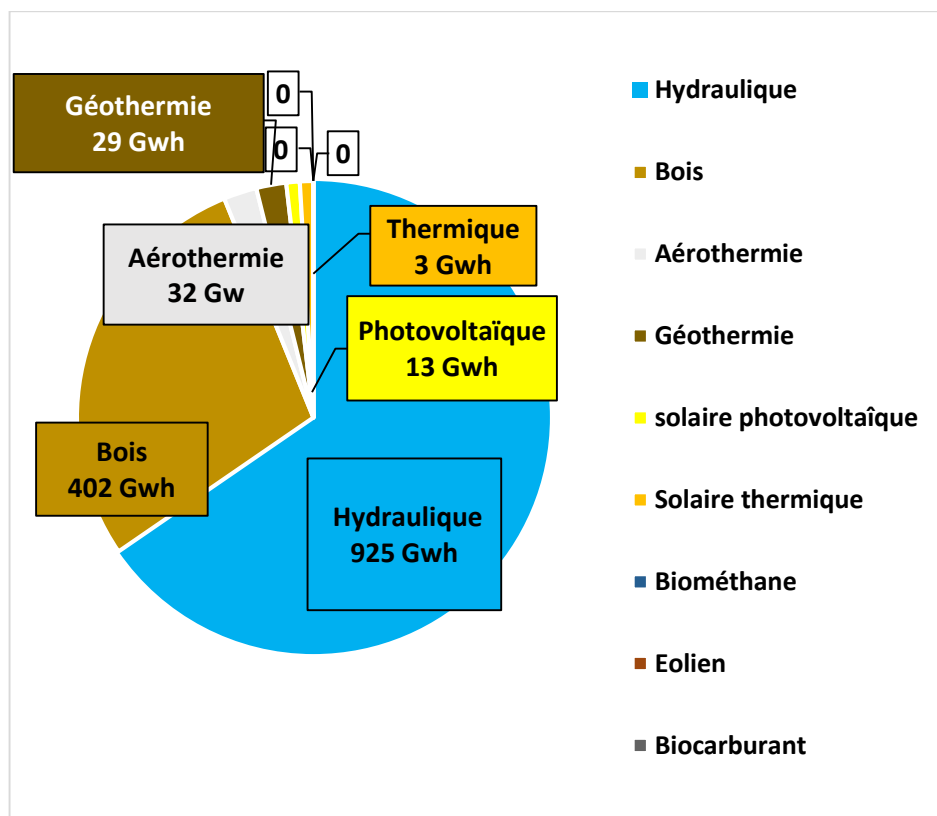 Géothermie
29 Gwh
0
0
0
Aérothermie
32 Gw
Thermique
3 Gwh
Photovoltaïque
13 Gwh
Bois
402 Gwh
Hydraulique
925 Gwh
Hydraulique
Bois
Aérothermie
Géothermie
solaire photovoltaîque
Solaire thermique
Biométhane
Eolien
Biocarburant